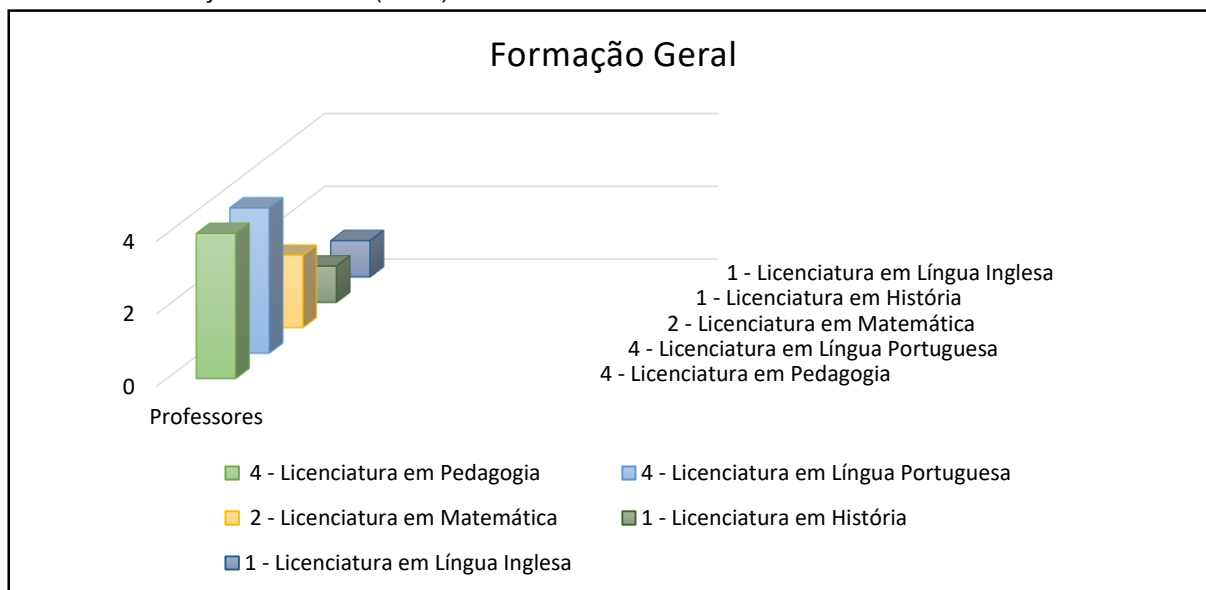 Formação Geral
4
2
0
Professores
1 - Licenciatura em Língua Inglesa
1 - Licenciatura em História
2 - Licenciatura em Matemática
4 - Licenciatura em Língua Portuguesa
4 - Licenciatura em Pedagogia
4 - Licenciatura em Pedagogia
4 - Licenciatura em Língua Portuguesa
2 - Licenciatura em Matemática
1 - Licenciatura em História
1 - Licenciatura em Língua Inglesa